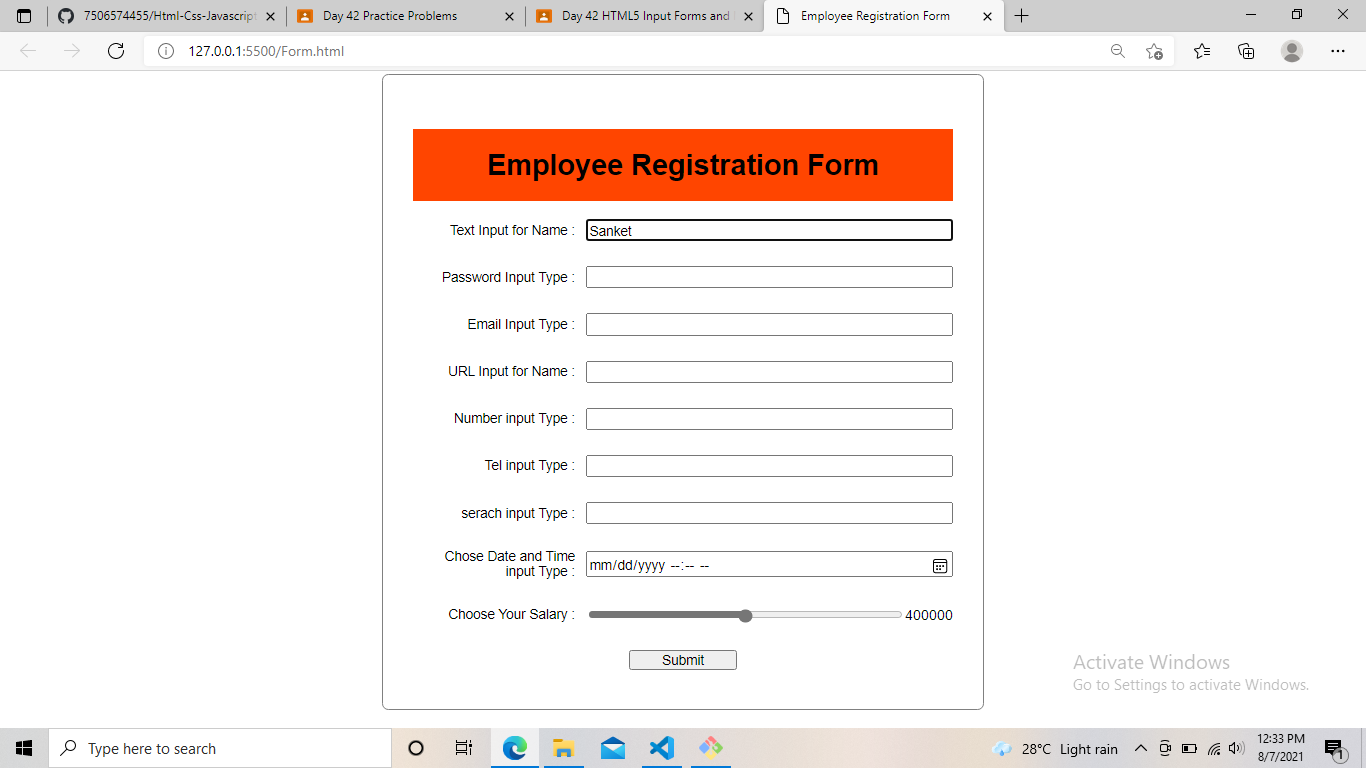 7506574455/Html-Css-Javascript
Day 42 Practice Problems
Day 42 HTML5 Input Forms and
Employee Registration Form
127.0.0.1:5500/Form.html
Employee Registration Form
Text Input for Name :
Sanket
Password Input Type :
Email Input Type :
URL Input for Name :
Number input Type :
Tel input Type :
serach input Type :
Chose Date and Time
input Type :
mm/dd/yyyy --:-- --
Choose Your Salary :
400000
Submit
Activate Windows
Go to Settings to activate Windows.
Type here to search
28°C Light rain
12:33 PM
8/7/2021
1